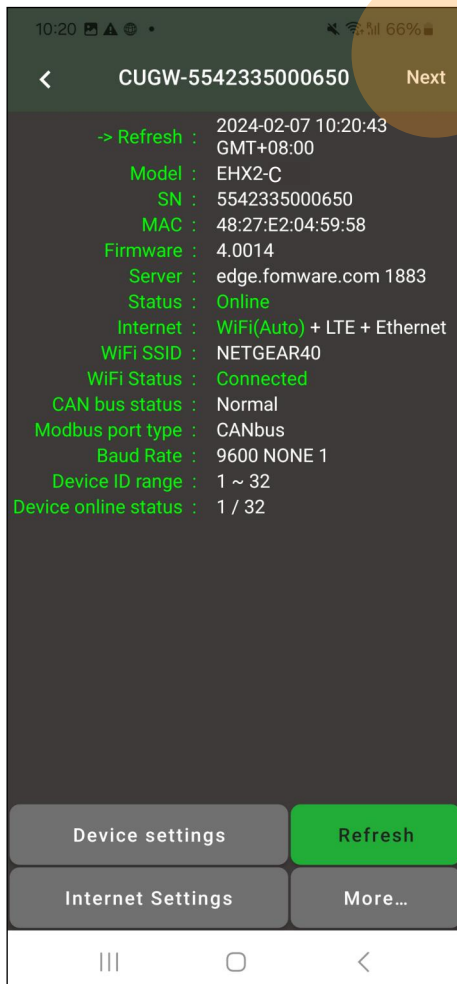 10:20
66%
CUGW-5542335000650 Next
-> Refresh : 2024-02-07 10:20:43
GMT+08:00
Model : EHX2-C
SN : 5542335000650
MAC : 48:27:E2:04:59:58
Firmware : 4.0014
Server : edge.fomware.com 1883
Status : Online
Internet : WiFi(Auto) + LTE + Ethernet
WiFi SSID : NETGEAR40
WiFi Status : Connected
CAN bus status : Normal
Modbus port type : CANbus
Baud Rate : 9600 NONE 1
Device ID range : 1 ~ 32
Device online status : 1 / 32
Device settings Refresh
Internet Settings More...